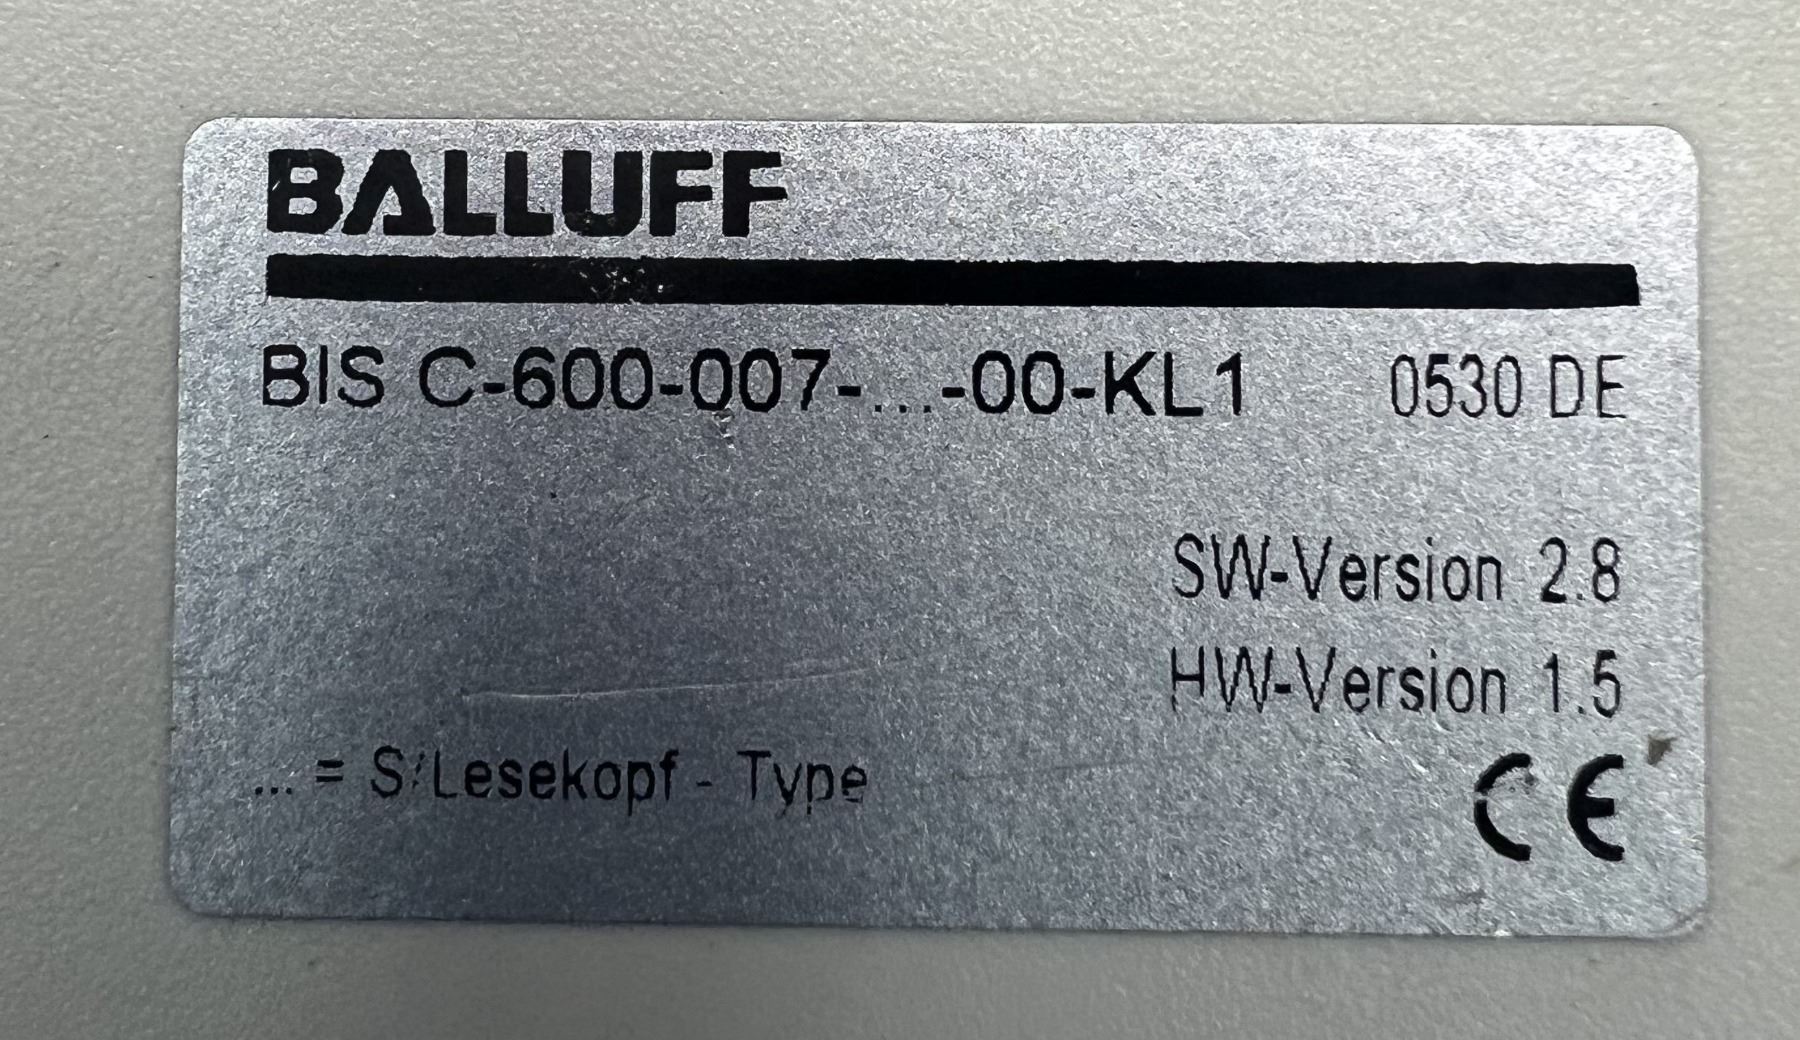 BALLUFF
BIS C-600-007-...-00-KL1 0530 DE
SW-Version 2.8
HW-Version 1.5
... = S/Lesekopf - Type
CE